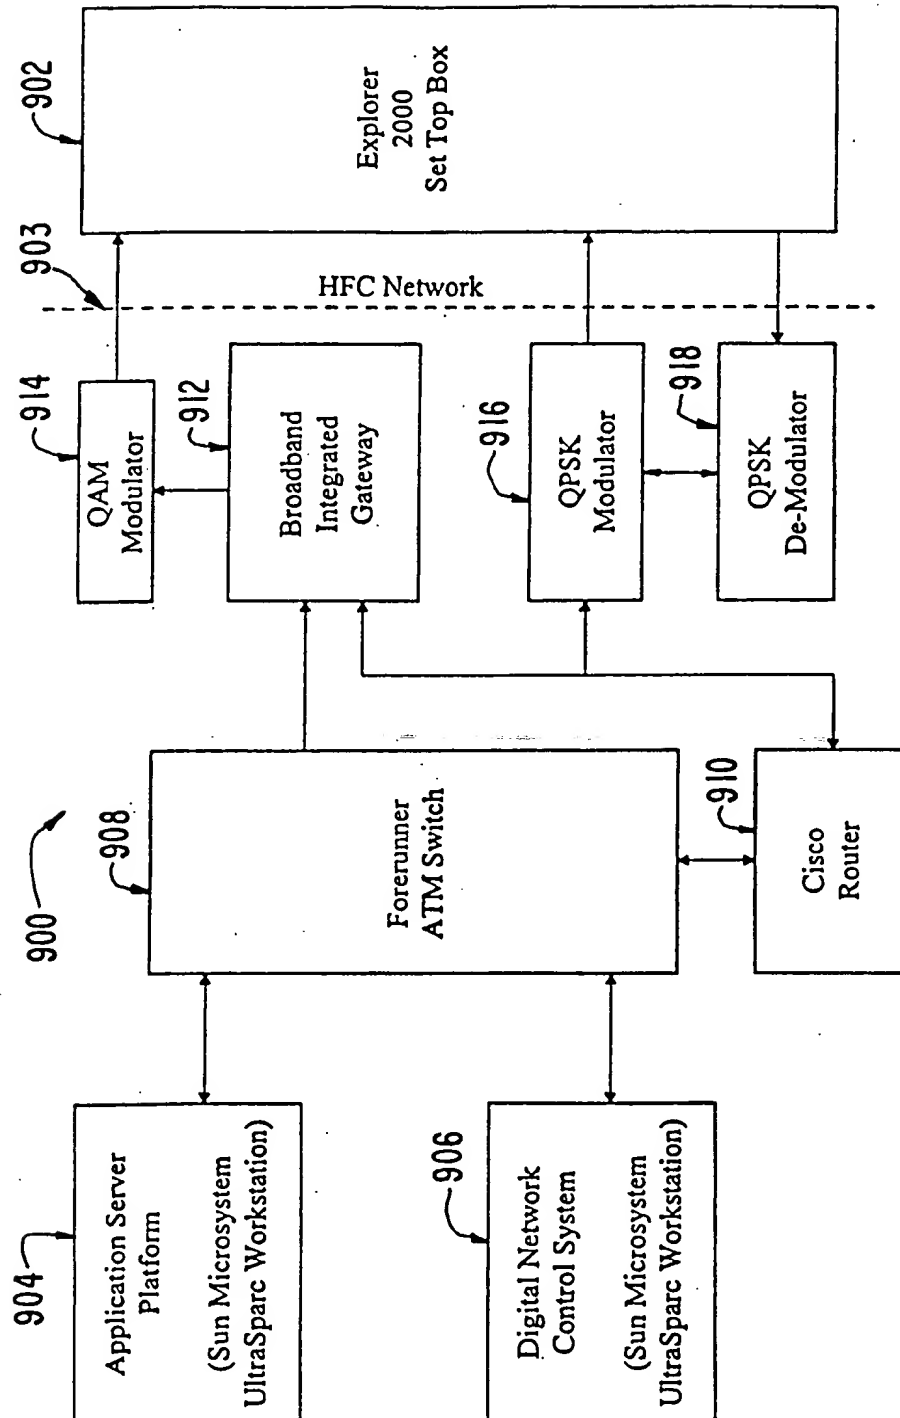 900
904
Application Server
Platform
(Sun Microsystem
UltraSparc Workstation)
906
Digital Network
Control System
(Sun Microsystem
UltraSparc Workstation)
908
Forerunner
ATM Switch
910
Cisco
Router
914
QAM
Modulator
912
Broadband
Integrated
Gateway
916
QPSK
Modulator
918
QPSK
De-Modulator
903
HFC Network
902
Explorer
2000
Set Top Box